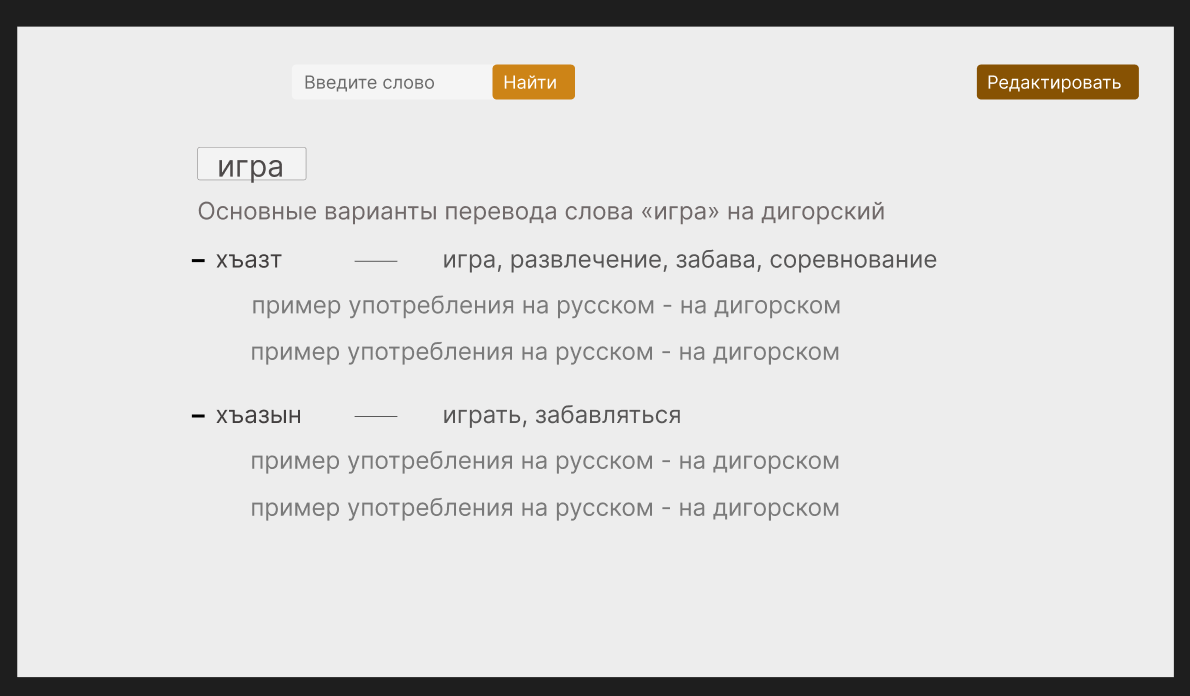 Введите слово Найти Редактировать
игра
Основные варианты перевода слова «игра» на дигорский
– хъазт —— игра, развлечение, забава, соревнование
пример употребления на русском - на дигорском
пример употребления на русском - на дигорском
– хъазын —— играть, забавляться
пример употребления на русском - на дигорском
пример употребления на русском - на дигорском